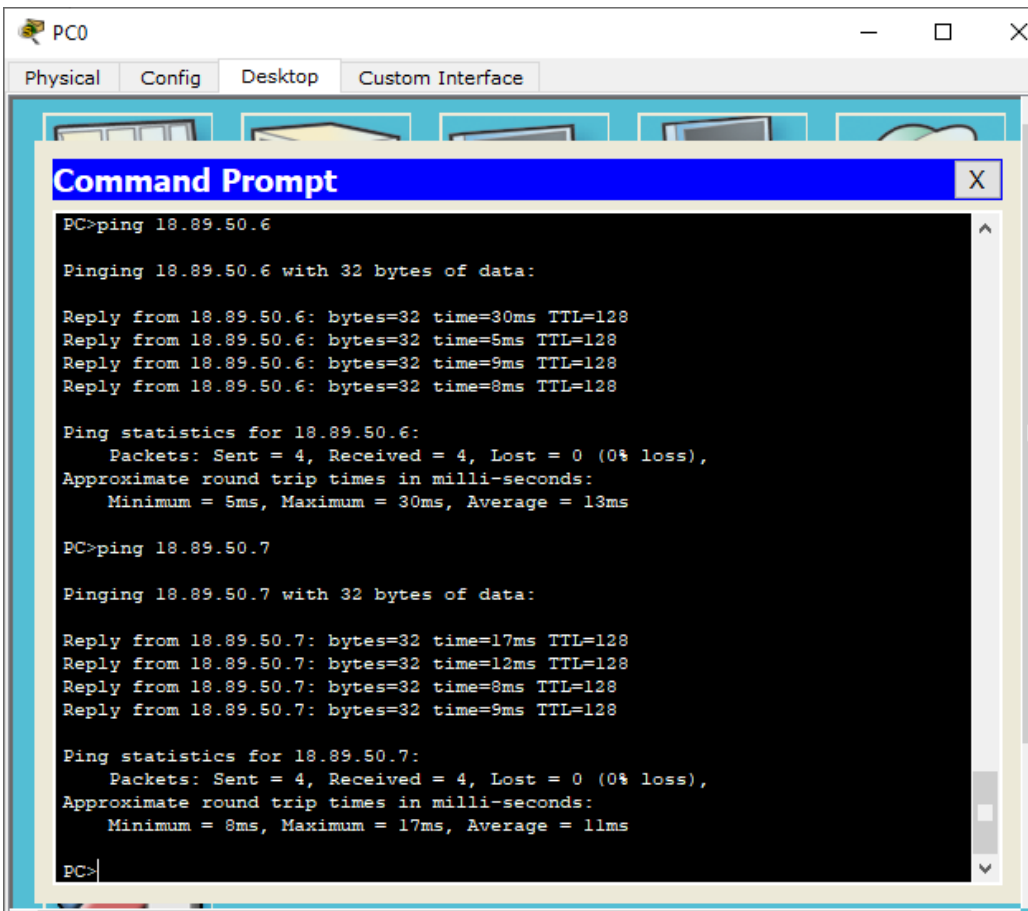 PC0
Physical Config Desktop Custom Interface
Command Prompt X
PC>ping 18.89.50.6
Pinging 18.89.50.6 with 32 bytes of data:
Reply from 18.89.50.6: bytes=32 time=30ms TTL=128
Reply from 18.89.50.6: bytes=32 time=5ms TTL=128
Reply from 18.89.50.6: bytes=32 time=9ms TTL=128
Reply from 18.89.50.6: bytes=32 time=8ms TTL=128
Ping statistics for 18.89.50.6:
Packets: Sent = 4, Received = 4, Lost = 0 (0% loss),
Approximate round trip times in milli-seconds:
Minimum = 5ms, Maximum = 30ms, Average = 13ms
PC>ping 18.89.50.7
Pinging 18.89.50.7 with 32 bytes of data:
Reply from 18.89.50.7: bytes=32 time=17ms TTL=128
Reply from 18.89.50.7: bytes=32 time=12ms TTL=128
Reply from 18.89.50.7: bytes=32 time=8ms TTL=128
Reply from 18.89.50.7: bytes=32 time=9ms TTL=128
Ping statistics for 18.89.50.7:
Packets: Sent = 4, Received = 4, Lost = 0 (0% loss),
Approximate round trip times in milli-seconds:
Minimum = 8ms, Maximum = 17ms, Average = 11ms
PC>